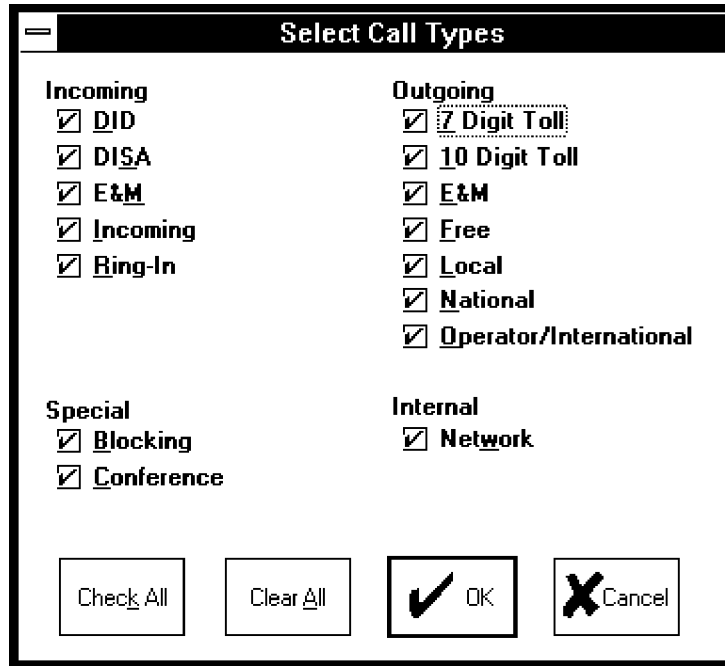 Select Call Types
Incoming
DID
DISA
E&M
Incoming
Ring-In
Outgoing
7 Digit Toll
10 Digit Toll
E&M
Free
Local
National
Operator/International
Special
Blocking
Conference
Internal
Network
Check All
Clear All
OK
Cancel